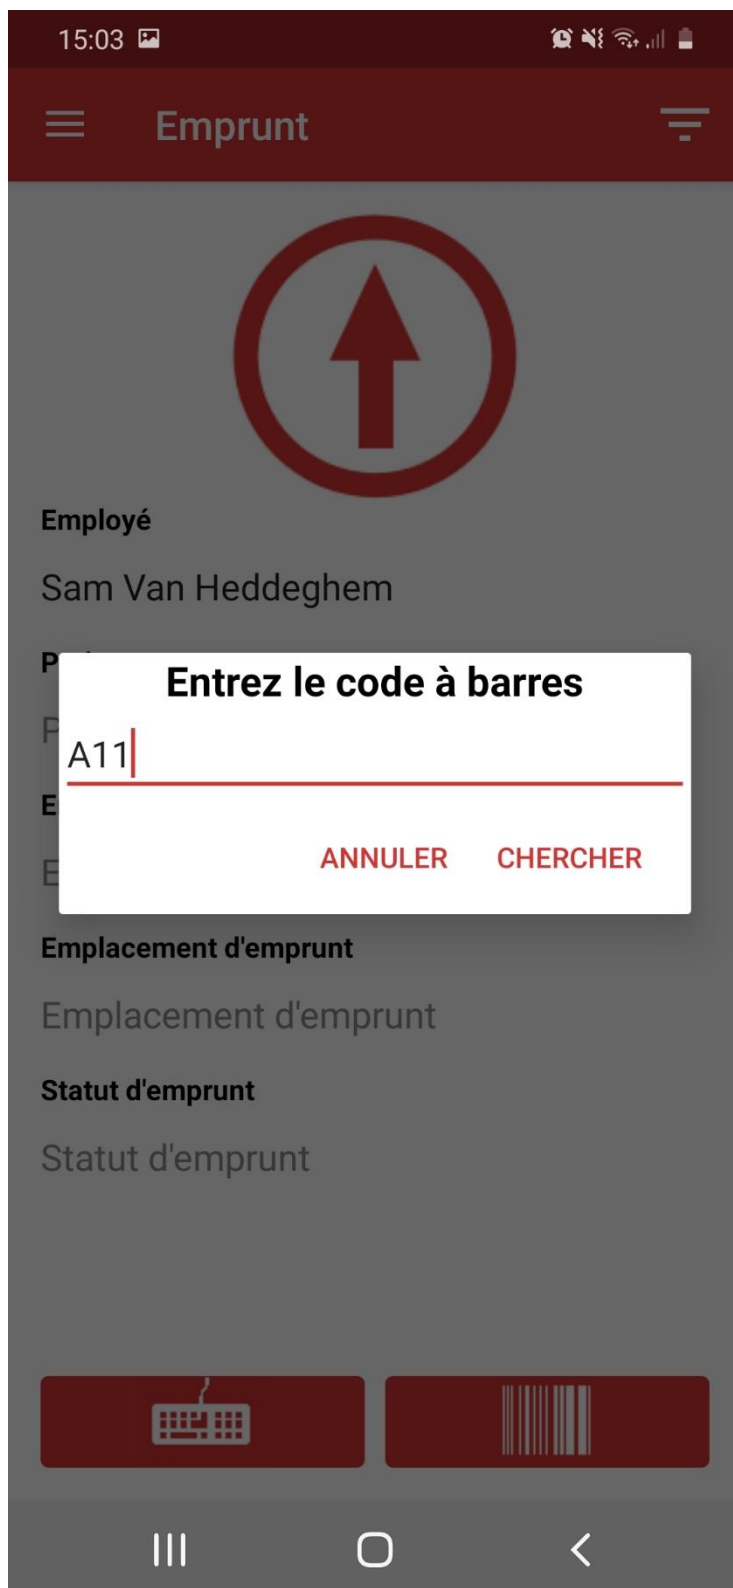 15:03
Emprunt
Employé
Sam Van Heddeghem
Entrez le code à barres
A11
ANNULER CHERCHER
Emplacement d'emprunt
Emplacement d'emprunt
Statut d'emprunt
Statut d'emprunt